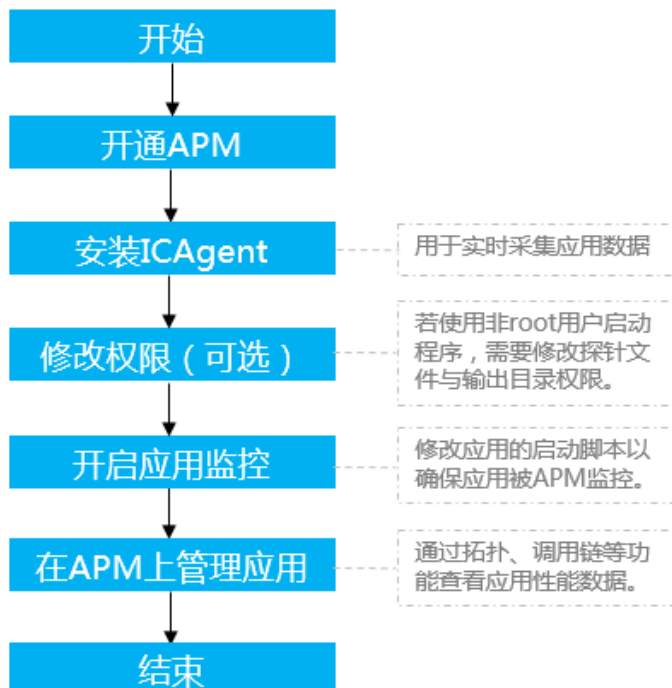 开始
开通APM
安装ICAgent
用于实时采集应用数据
修改权限（可选）
若使用非root用户启动
程序，需要修改探针文
件与输出目录权限。
开启应用监控
修改应用的启动脚本以
确保应用被APM监控。
在APM上管理应用
通过拓扑、调用链等功
能查看应用性能数据。
结束